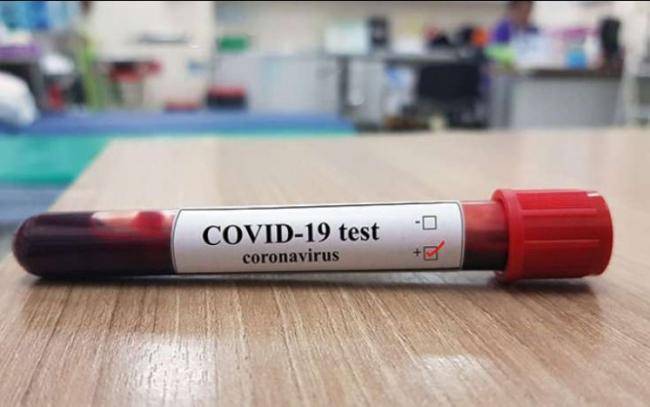 COVID-19 test
coronavirus
- ☐
+ ☑